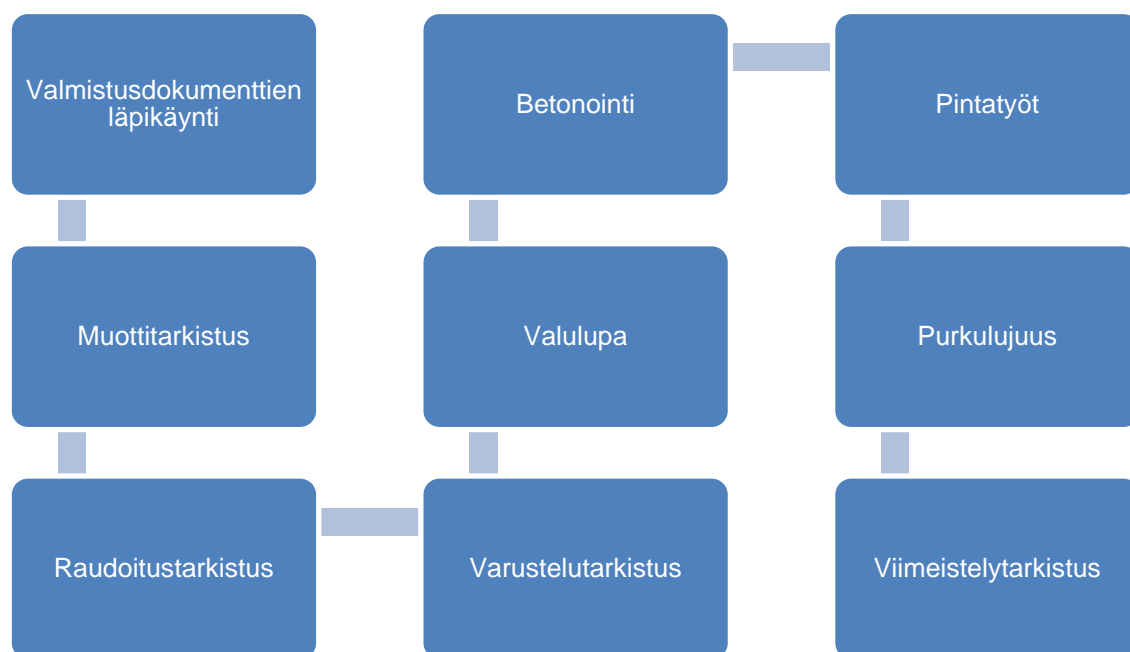 Valmistusdokumenttien
läpikäynti
Muottitarkistus
Raudoitustarkistus
Varustelutarkistus
Valulupa
Betonointi
Pintatyöt
Purkulujuus
Viimeistelytarkistus